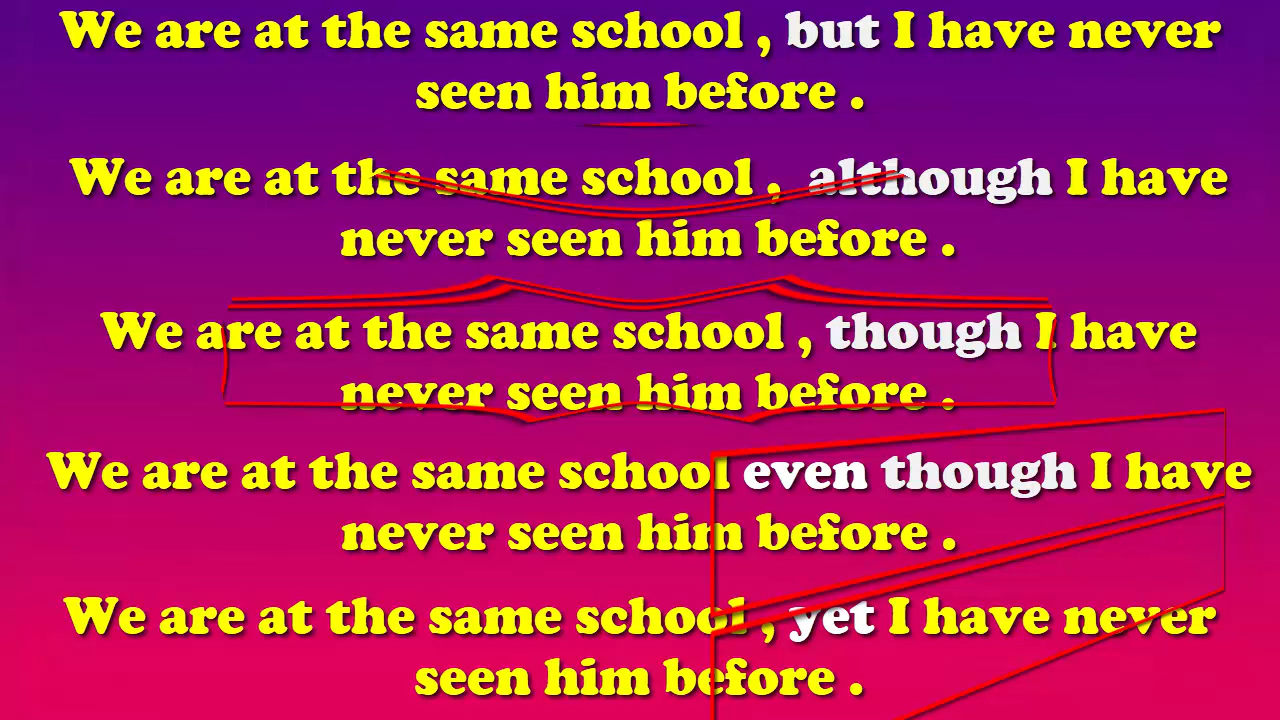 We are at the same school , but I have never
seen him before .
We are at the same school , although I have
never seen him before .
We are at the same school , though I have
never seen him before .
We are at the same school even though I have
never seen him before .
We are at the same school , yet I have never
seen him before .